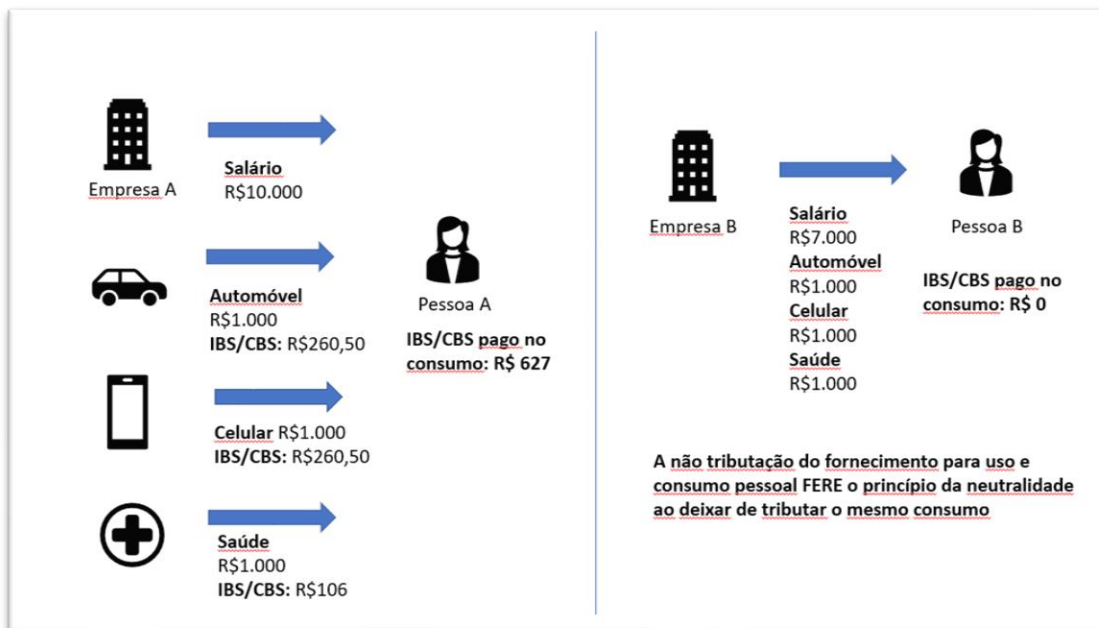 Empresa A
Salário
R$10.000
Automóvel
R$1.000
IBS/CBS: R$260,50
Celular R$1.000
IBS/CBS: R$260,50
Saúde
R$1.000
IBS/CBS: R$106
Pessoa A
IBS/CBS pago no
consumo: R$ 627
Empresa B
Salário
R$7.000
Automóvel
R$1.000
Celular
R$1.000
Saúde
R$1.000
Pessoa B
IBS/CBS pago no
consumo: R$ 0
A não tributação do fornecimento para uso e
consumo pessoal FERE o princípio da neutralidade
ao deixar de tributar o mesmo consumo